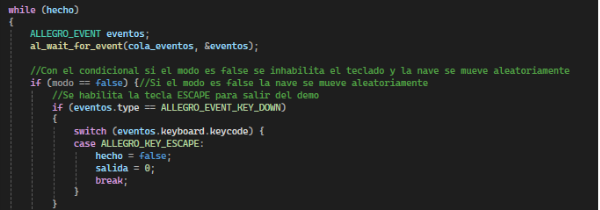 while (hecho)
{
ALLEGRO_EVENT eventos;
al_wait_for_event(cola_eventos, &eventos);
//Con el condicional si el modo es false se inhabilita el teclado y la nave se mueve aleatoriamente
if (modo == false) {//Si el modo es false la nave se mueve aleatoriamente
//Se habilita la tecla ESCAPE para salir del demo
if (eventos.type == ALLEGRO_EVENT_KEY_DOWN)
{
switch (eventos.keyboard.keycode) {
case ALLEGRO_KEY_ESCAPE:
hecho = false;
salida = 0;
break;
}
}